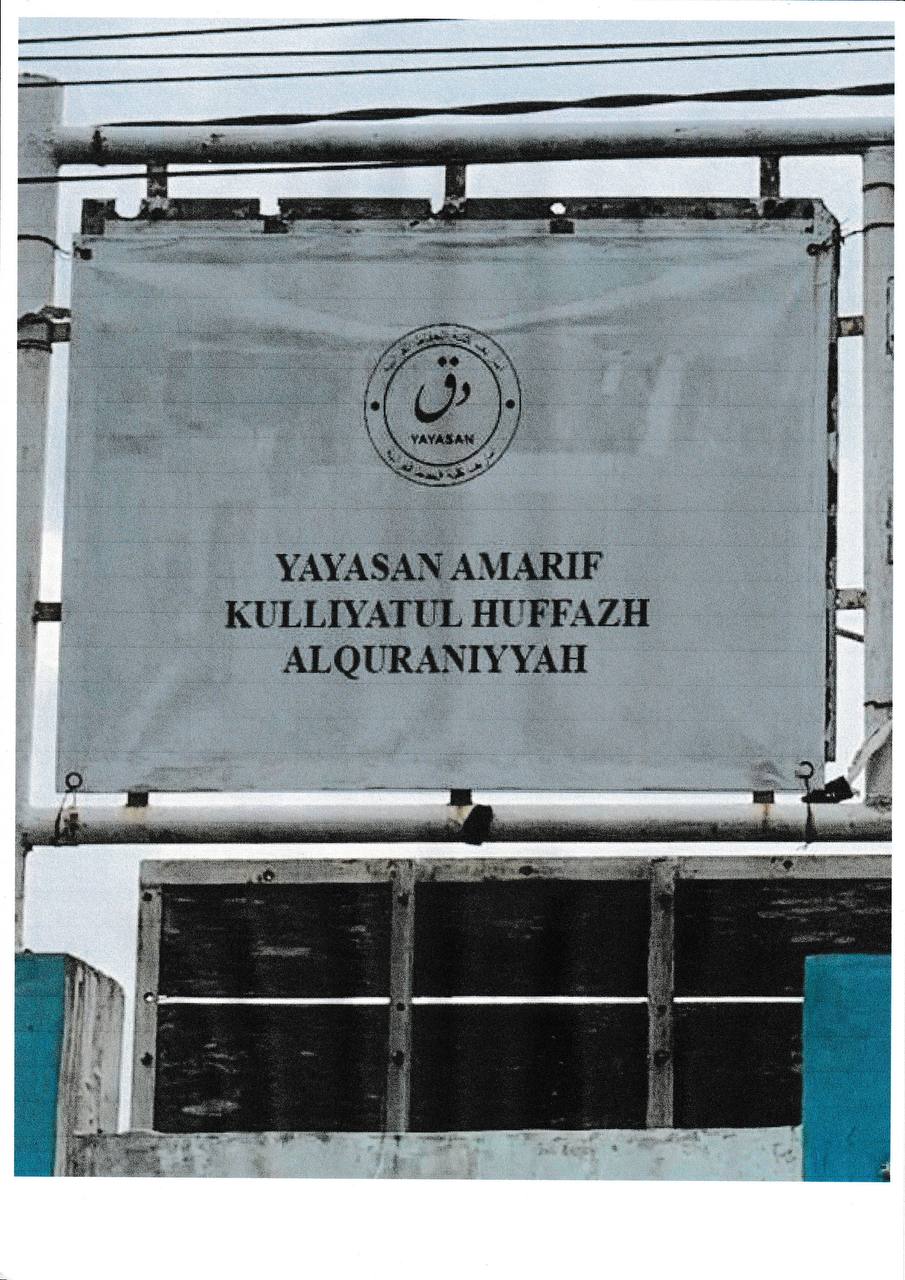 دق
YAYASAN
YAYASAN AMARIF
KULLIYATUL HUFFAZH
ALQURANIYYAH